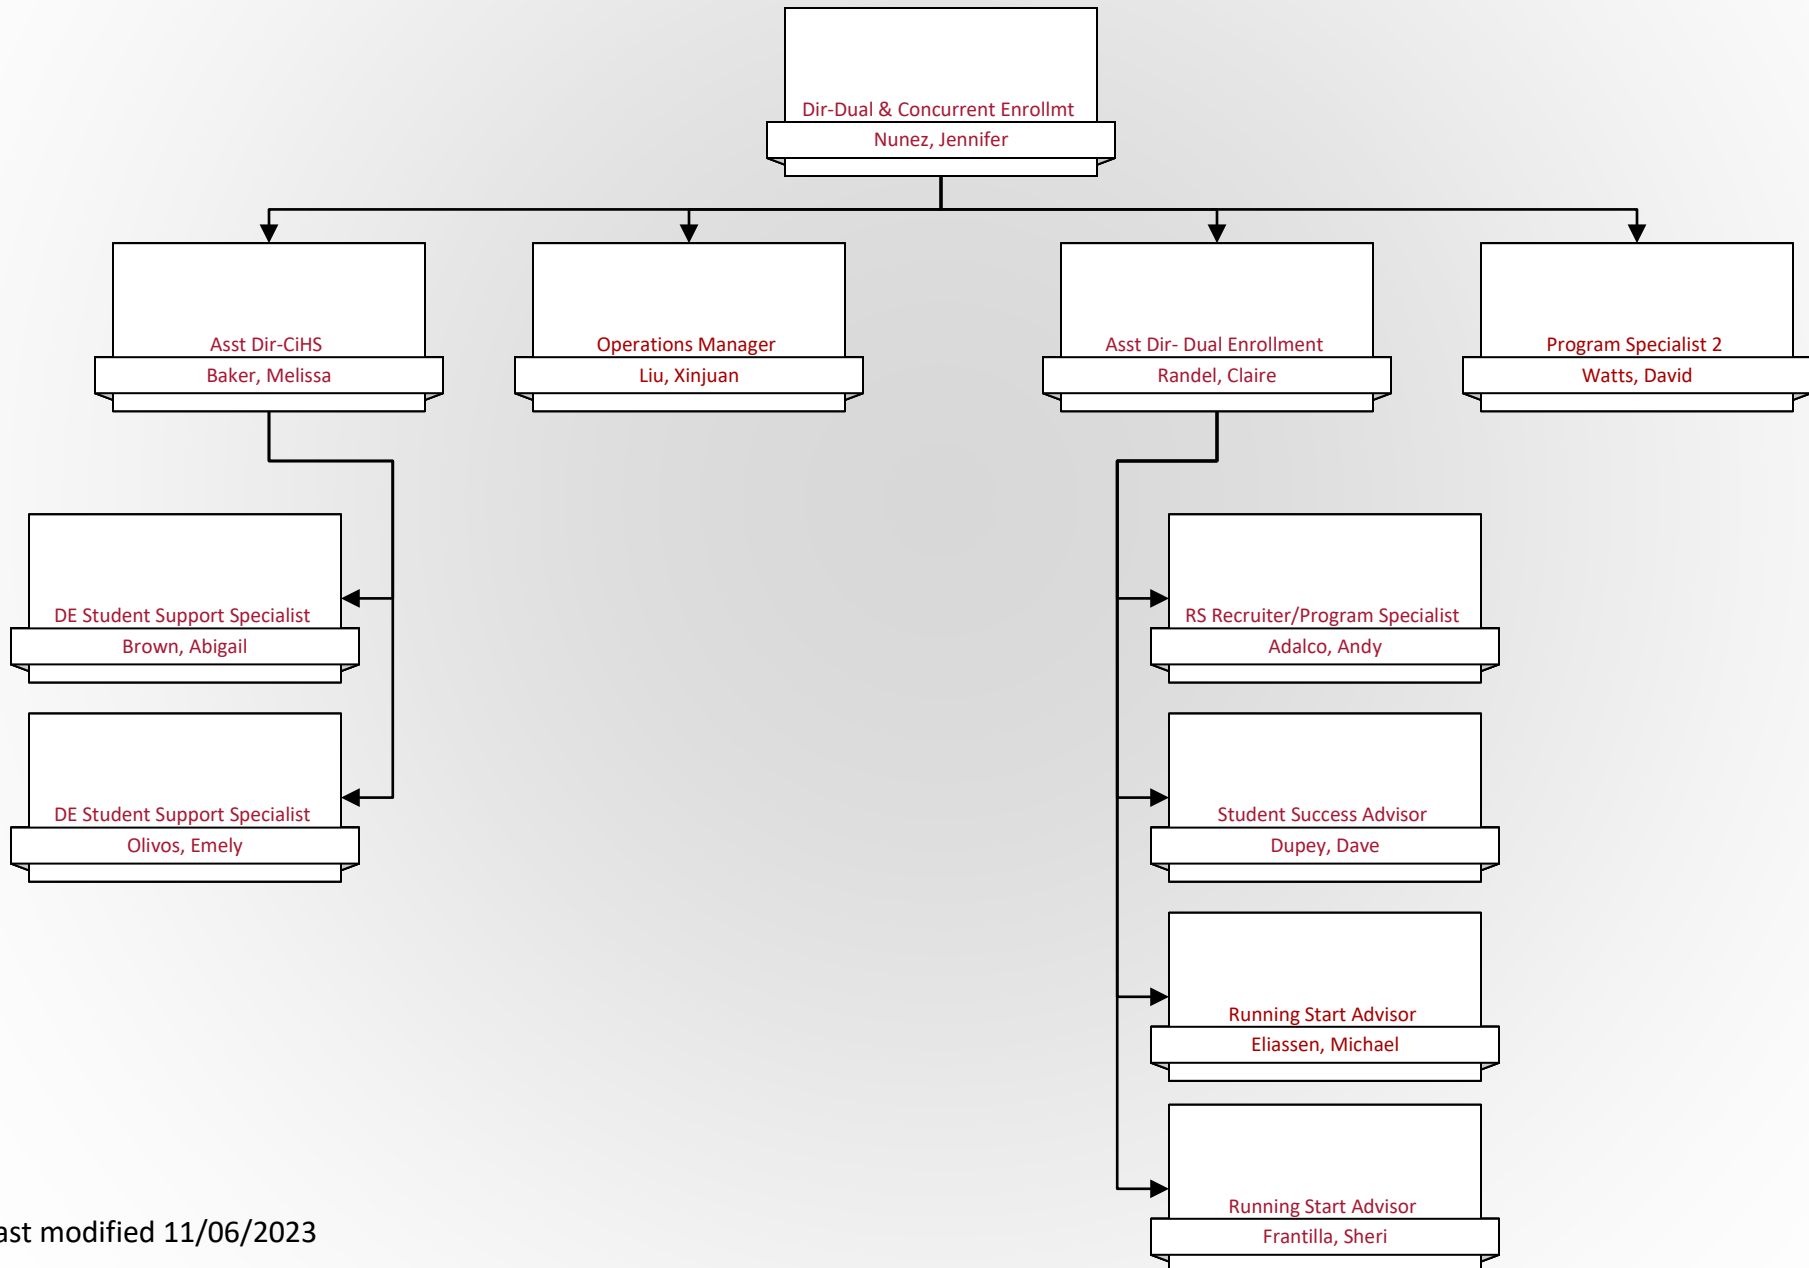 Dir-Dual & Concurrent Enrollmt
Nunez, Jennifer
Asst Dir-CiHS
Baker, Melissa
Operations Manager
Liu, Xinjuan
Asst Dir- Dual Enrollment
Randel, Claire
Program Specialist 2
Watts, David
DE Student Support Specialist
Brown, Abigail
DE Student Support Specialist
Olivos, Emely
RS Recruiter/Program Specialist
Adalco, Andy
Student Success Advisor
Dupey, Dave
Running Start Advisor
Eliassen, Michael
Running Start Advisor
Frantilla, Sheri
ast modified 11/06/2023